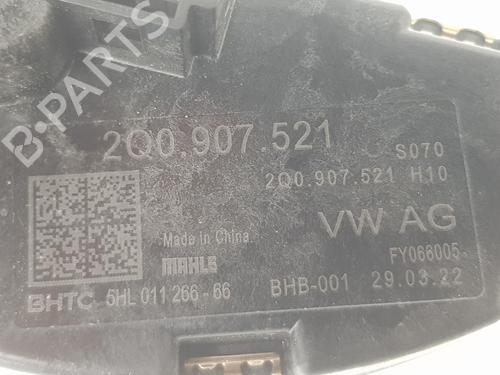 B-PARTS
2Q0.907.521
S070
2Q0.907.521 H10
VW AG
Made in China.
MAHLE
FY066005-
BHTC 5HL 011 266-66
BHB-001 29.03.22